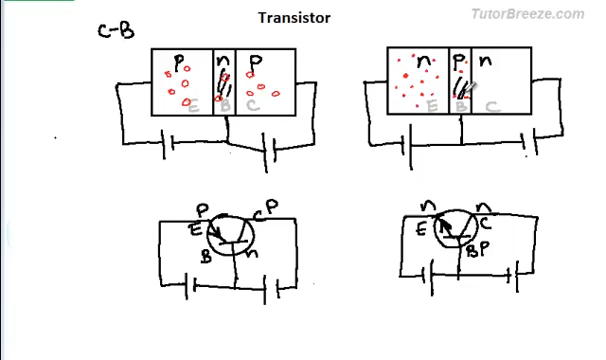 TutorBreeze.com
Transistor
C-B
p n p
n p n
E B C
E B C
p C p
E
B n
n n
E C
B p